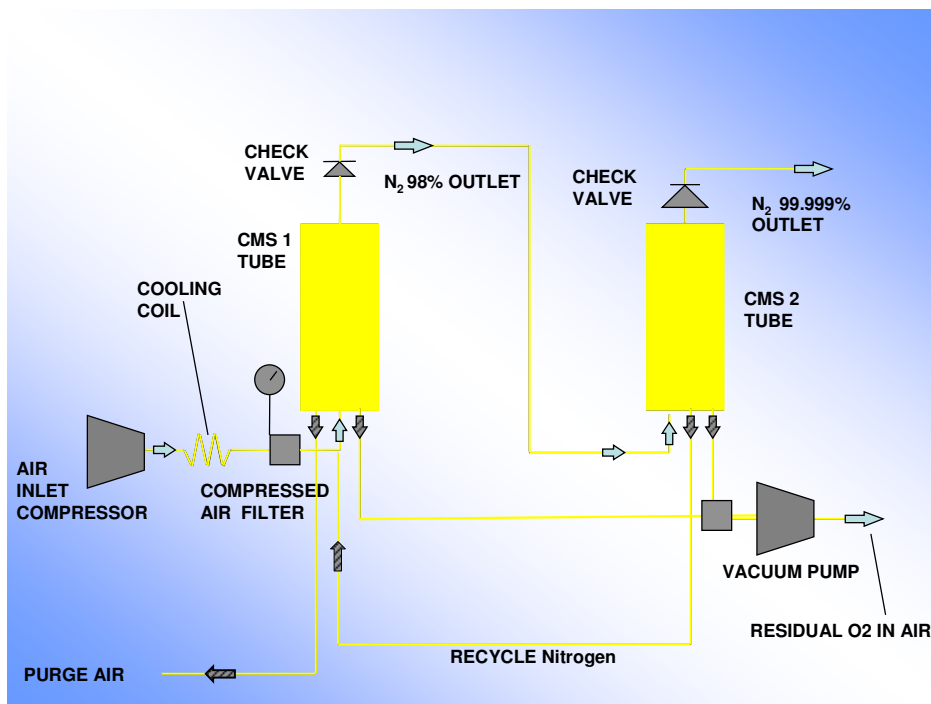 CHECK
VALVE
N₂ 98% OUTLET
CHECK
VALVE
N₂ 99.999%
OUTLET
CMS 1
TUBE
COOLING
COIL
CMS 2
TUBE
AIR
INLET
COMPRESSOR
COMPRESSED
AIR FILTER
VACUUM PUMP
RESIDUAL O2 IN AIR
RECYCLE Nitrogen
PURGE AIR